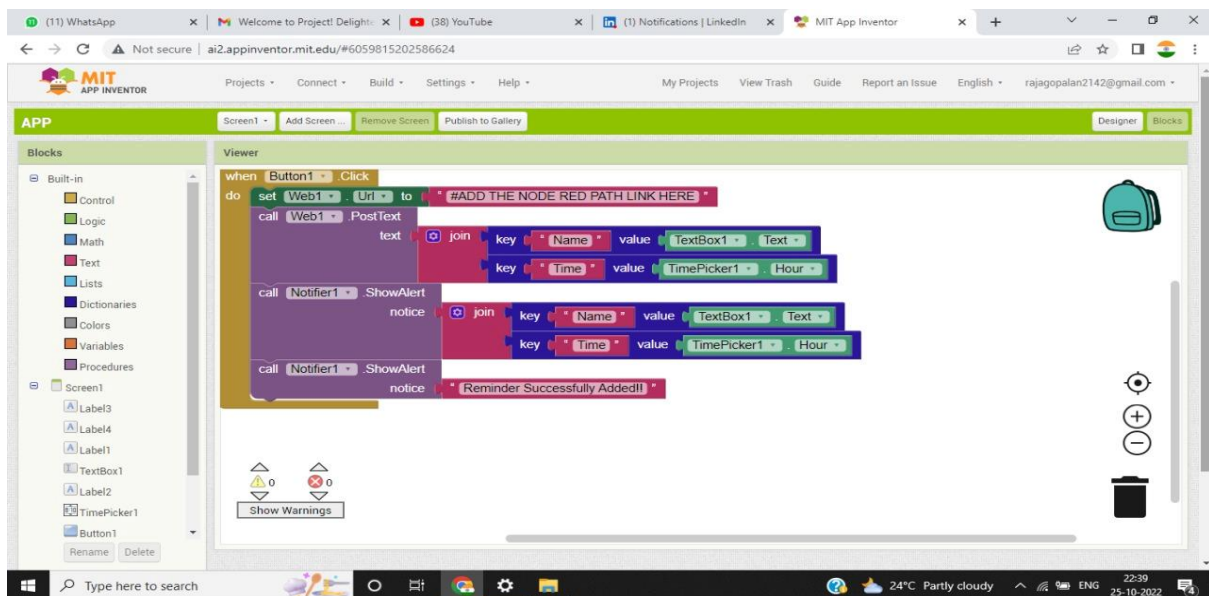 (11) WhatsApp
Welcome to Project! Delighte
(38) YouTube
(1) Notifications | LinkedIn
MIT App Inventor
Not secure | ai2.appinventor.mit.edu/#6059815202586624
MIT
APP INVENTOR
Projects
Connect
Build
Settings
Help
My Projects
View Trash
Guide
Report an Issue
English
rajagopalan2142@gmail.com
APP
Screen1
Add Screen ...
Remove Screen
Publish to Gallery
Designer
Blocks
Blocks
Built-in
Control
Logic
Math
Text
Lists
Dictionaries
Colors
Variables
Procedures
Screen1
Label3
Label4
Label1
TextBox1
Label2
TimePicker1
Button1
Rename Delete
Viewer
when Button1 .Click
do set Web1 . Url to " #ADD THE NODE RED PATH LINK HERE "
call Web1 .PostText
text join key " Name " value TextBox1 . Text
key " Time " value TimePicker1 . Hour
call Notifier1 .ShowAlert
notice join key " Name " value TextBox1 . Text
key " Time " value TimePicker1 . Hour
call Notifier1 .ShowAlert
notice " Reminder Successfully Added!! "
0 0
Show Warnings
Type here to search
24°C Partly cloudy
ENG
22:39
25-10-2022
4